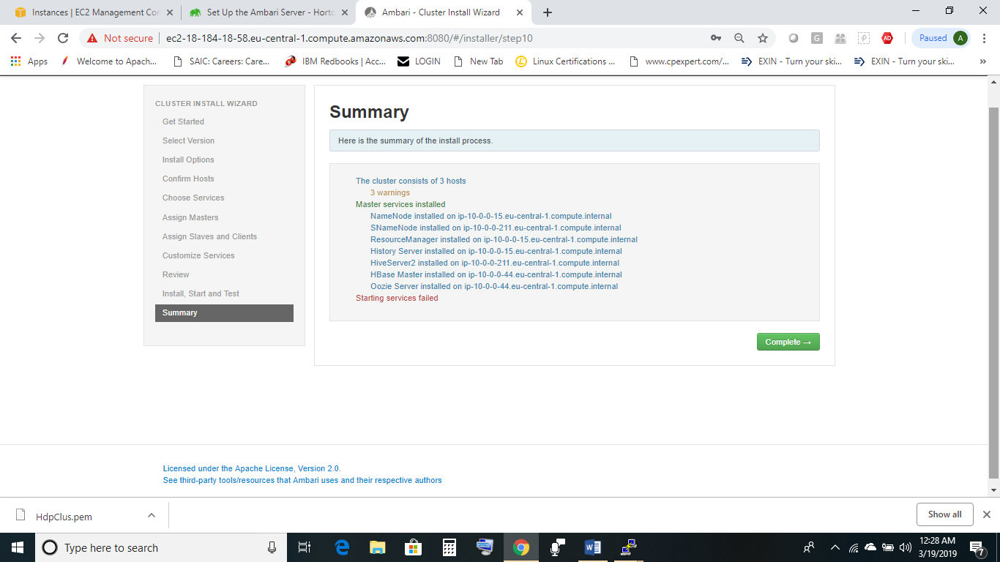 Instances | EC2 Management Con
Set Up the Ambari Server - Horto
Ambari - Cluster Install Wizard
Not secure
ec2-18-184-18-58.eu-central-1.compute.amazonaws.com:8080/#/installer/step10
G
AD
Paused
A
Apps
Welcome to Apach...
SAIC: Careers: Care...
IBM Redbooks | Acc...
LOGIN
New Tab
Linux Certifications ...
www.cpexpert.com/...
EXIN - Turn your ski...
EXIN - Turn your ski...
»
CLUSTER INSTALL WIZARD
Get Started
Select Version
Install Options
Confirm Hosts
Choose Services
Assign Masters
Assign Slaves and Clients
Customize Services
Review
Install, Start and Test
Summary
Summary
Here is the summary of the install process.
The cluster consists of 3 hosts
3 warnings
Master services installed
NameNode installed on ip-10-0-0-15.eu-central-1.compute.internal
SNameNode installed on ip-10-0-0-211.eu-central-1.compute.internal
ResourceManager installed on ip-10-0-0-15.eu-central-1.compute.internal
History Server installed on ip-10-0-0-15.eu-central-1.compute.internal
HiveServer2 installed on ip-10-0-0-211.eu-central-1.compute.internal
HBase Master installed on ip-10-0-0-44.eu-central-1.compute.internal
Oozie Server installed on ip-10-0-0-44.eu-central-1.compute.internal
Starting services failed
Complete →
Licensed under the Apache License, Version 2.0.
See third-party tools/resources that Ambari uses and their respective authors
HdpClus.pem
Show all
Type here to search
12:28 AM
3/19/2019
7